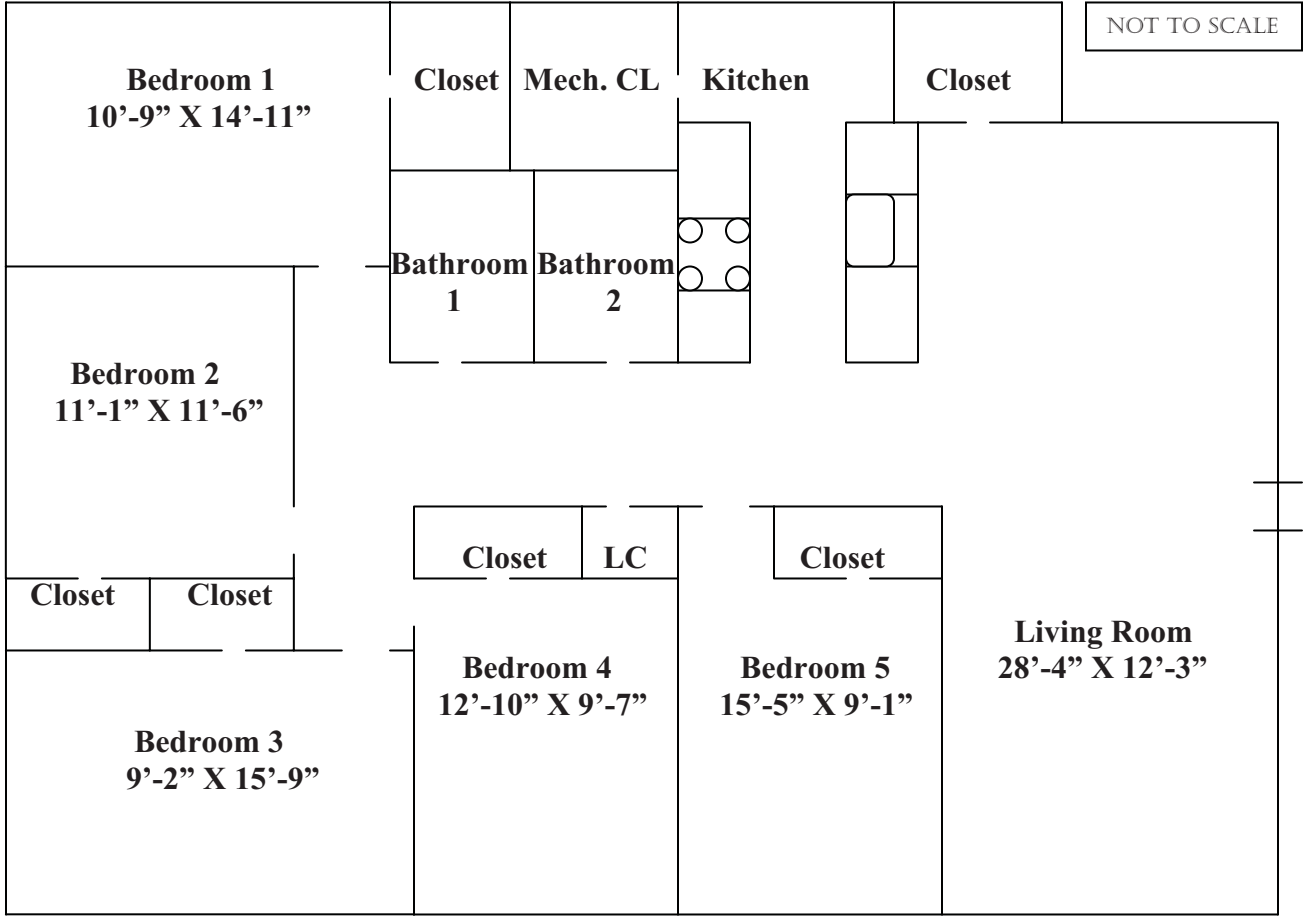 NOT TO SCALE
Bedroom 1
10’-9” X 14’-11”
Closet
Mech. CL
Kitchen
Closet
Bathroom
1
Bathroom
2
Bedroom 2
11’-1” X 11’-6”
Closet
Closet
Closet
LC
Closet
Bedroom 3
9’-2” X 15’-9”
Bedroom 4
12’-10” X 9’-7”
Bedroom 5
15’-5” X 9’-1”
Living Room
28’-4” X 12’-3”